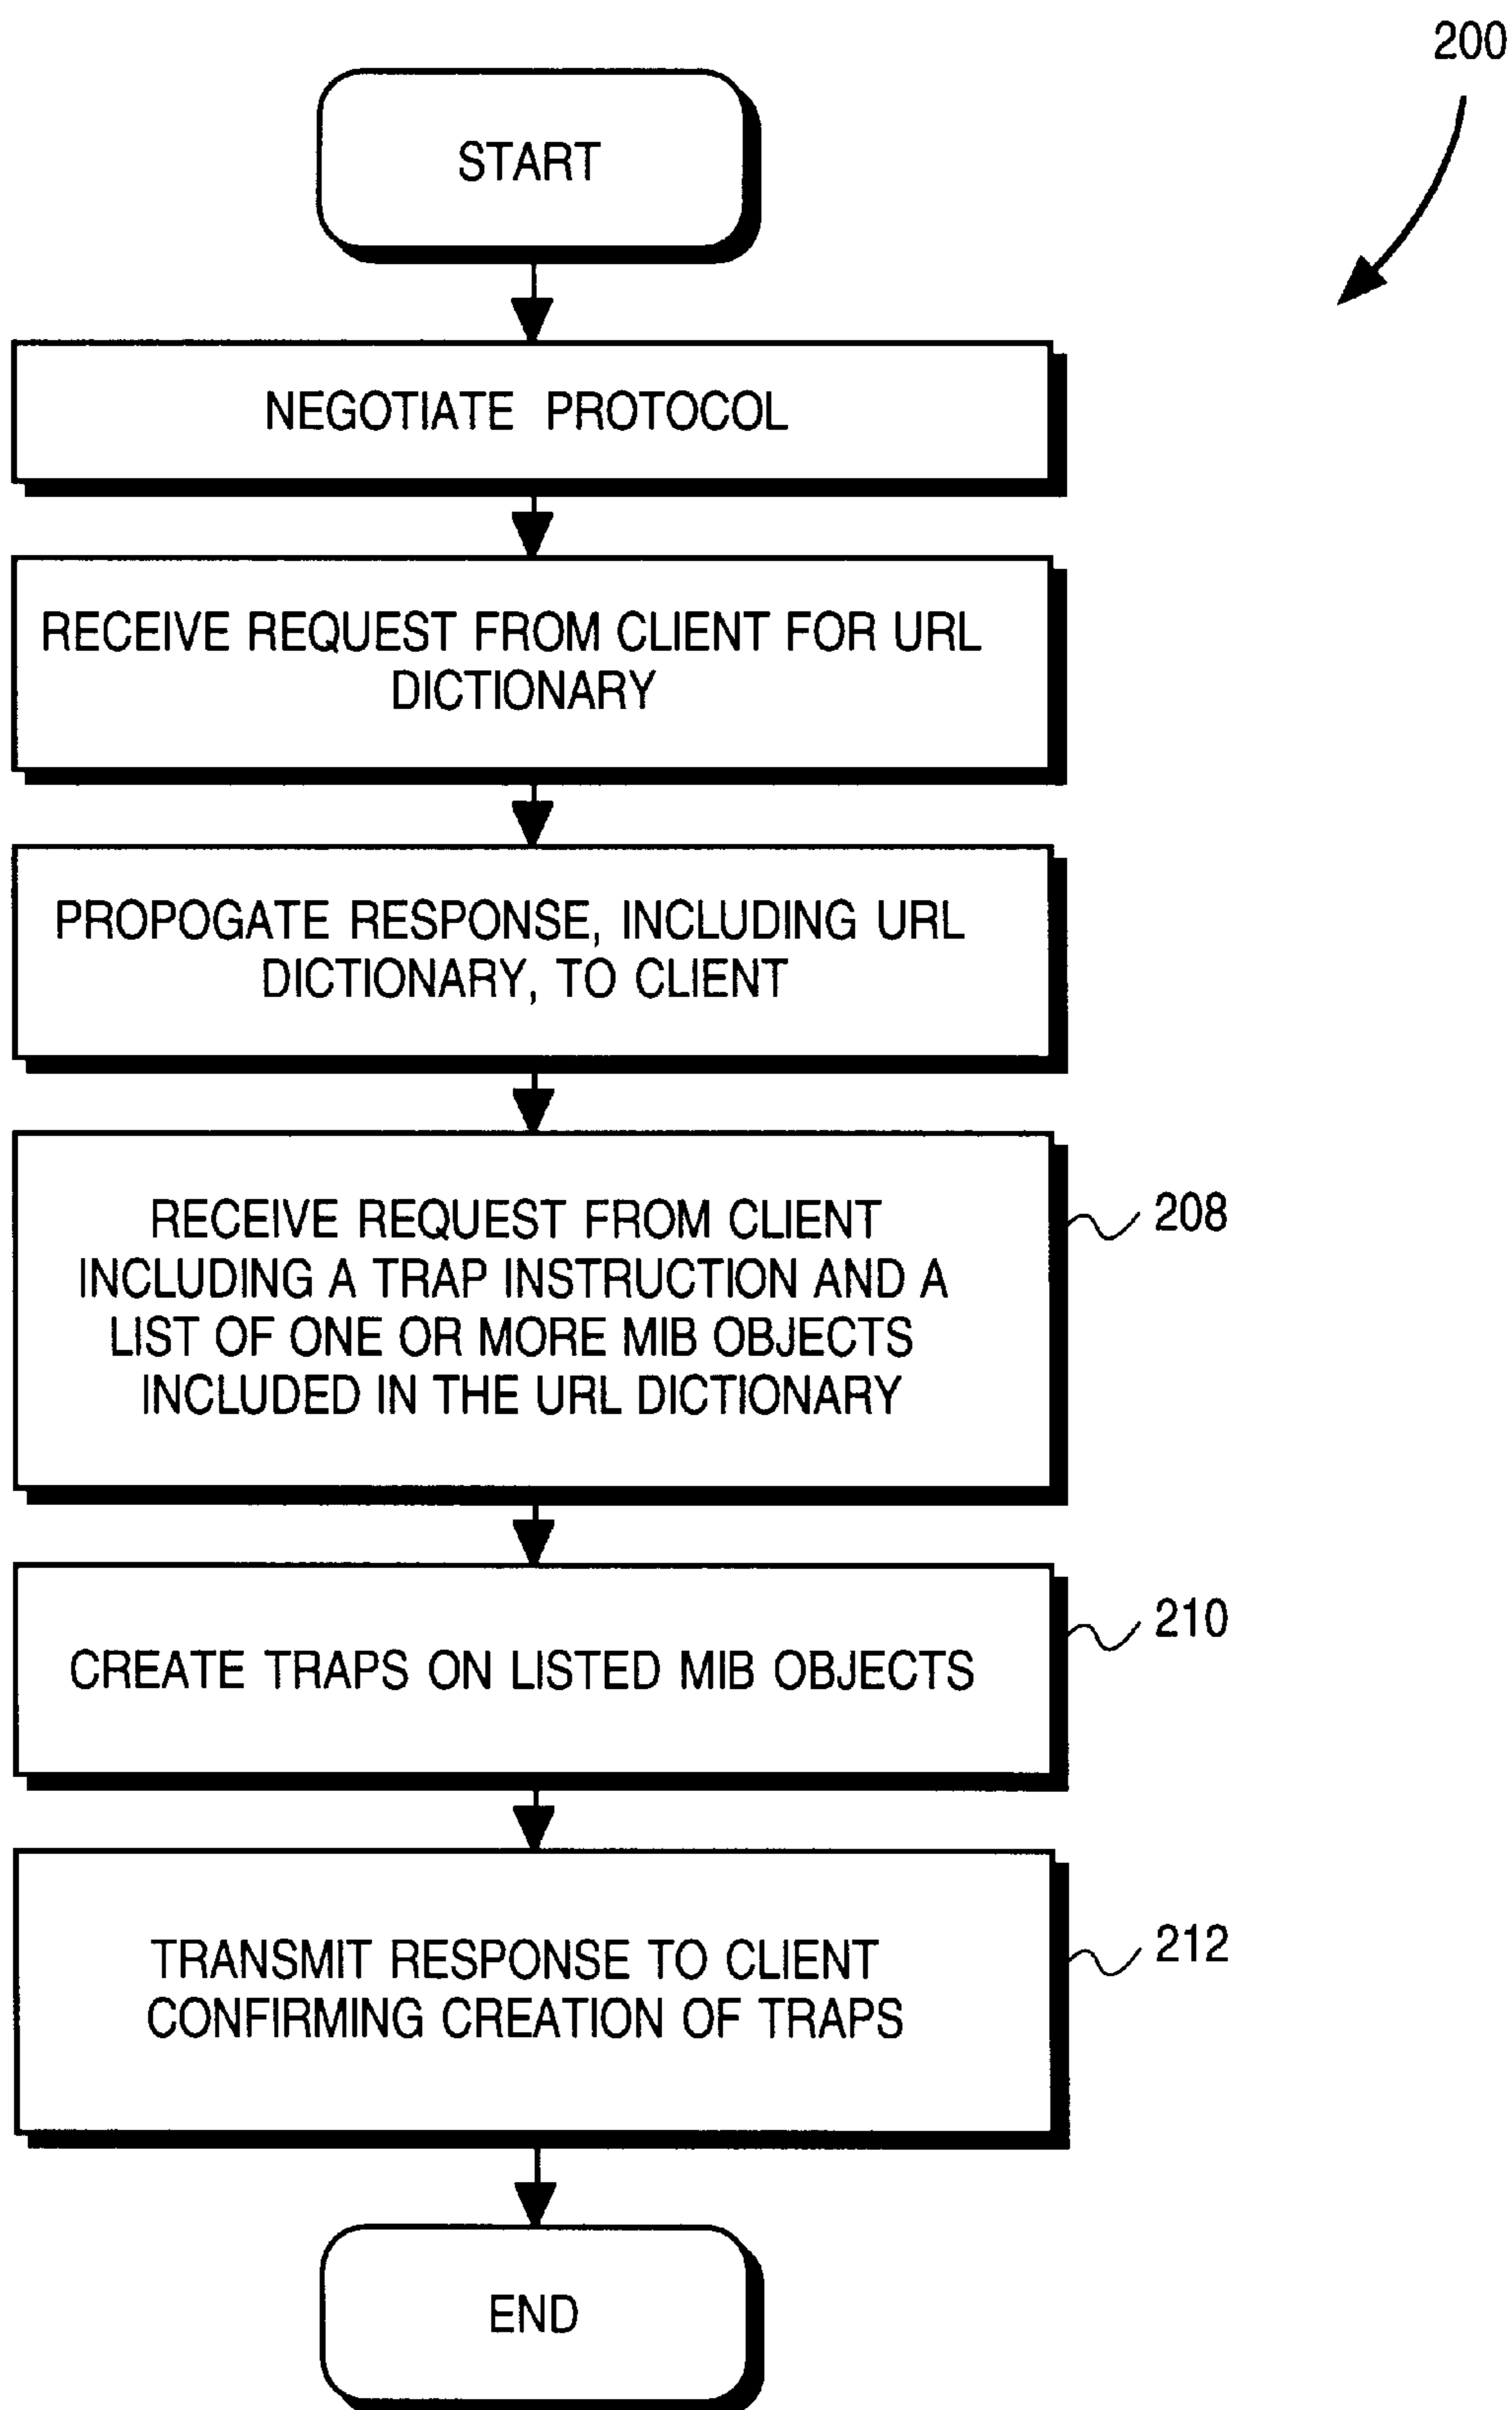 200
START
NEGOTIATE PROTOCOL
RECEIVE REQUEST FROM CLIENT FOR URL
DICTIONARY
PROPOGATE RESPONSE, INCLUDING URL
DICTIONARY, TO CLIENT
RECEIVE REQUEST FROM CLIENT
INCLUDING A TRAP INSTRUCTION AND A
LIST OF ONE OR MORE MIB OBJECTS
INCLUDED IN THE URL DICTIONARY
208
CREATE TRAPS ON LISTED MIB OBJECTS
210
TRANSMIT RESPONSE TO CLIENT
CONFIRMING CREATION OF TRAPS
212
END